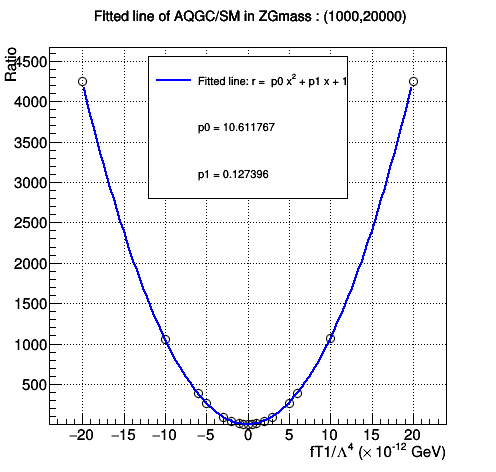 FItted line of AQGC/SM in ZGmass : (1000,20000)
Ratio
4500
4000
3500
3000
2500
2000
1500
1000
500
Fitted line: r = p0 x² + p1 x + 1
p0 = 10.611767
p1 = 0.127396
−20 −15 −10 −5 0 5 10 15 20
fT1/Λ⁴ (× 10⁻¹² GeV)